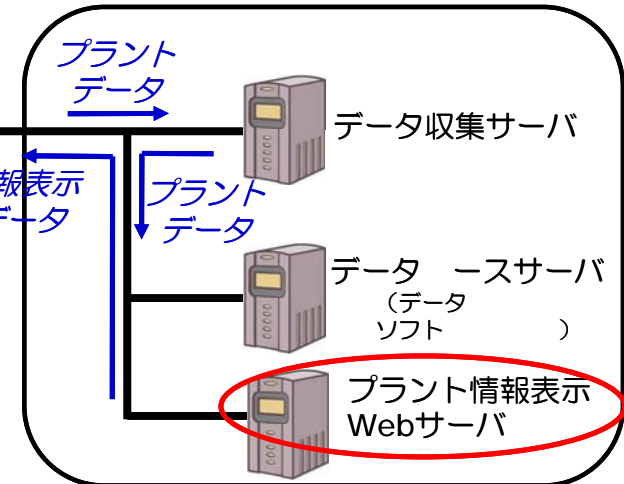 プラント
データ
データ収集サーバ
報表示
データ
プラント
データ
データ ースサーバ
（データ
ソフト ）
プラント情報表示
Webサーバ